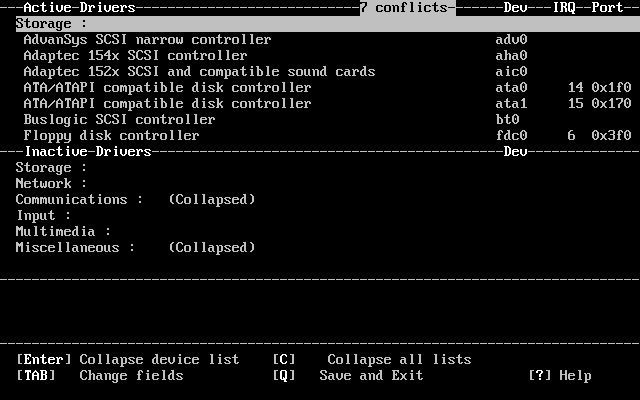 ---Active-Drivers---------------------------7 conflicts------Dev---IRQ--Port--
Storage :
AdvanSys SCSI narrow controller adv0
Adaptec 154x SCSI controller aha0
Adaptec 152x SCSI and compatible sound cards aic0
ATA/ATAPI compatible disk controller ata0 14 0x1f0
ATA/ATAPI compatible disk controller ata1 15 0x170
Buslogic SCSI controller bt0
Floppy disk controller fdc0 6 0x3f0
---Inactive-Drivers--------------------------------------------Dev--------------
Storage :
Network :
Communications : (Collapsed)
Input :
Multimedia :
Miscellaneous : (Collapsed)
[Enter] Collapse device list [C] Collapse all lists
[TAB] Change fields [Q] Save and Exit [?] Help